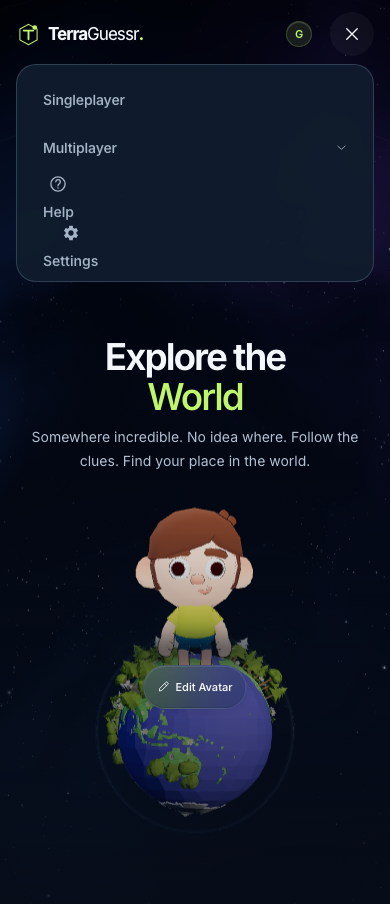 TerraGuessr.
G
Singleplayer
Multiplayer
Help
Settings
Explore the
World
Somewhere incredible. No idea where. Follow the
clues. Find your place in the world.
Edit Avatar